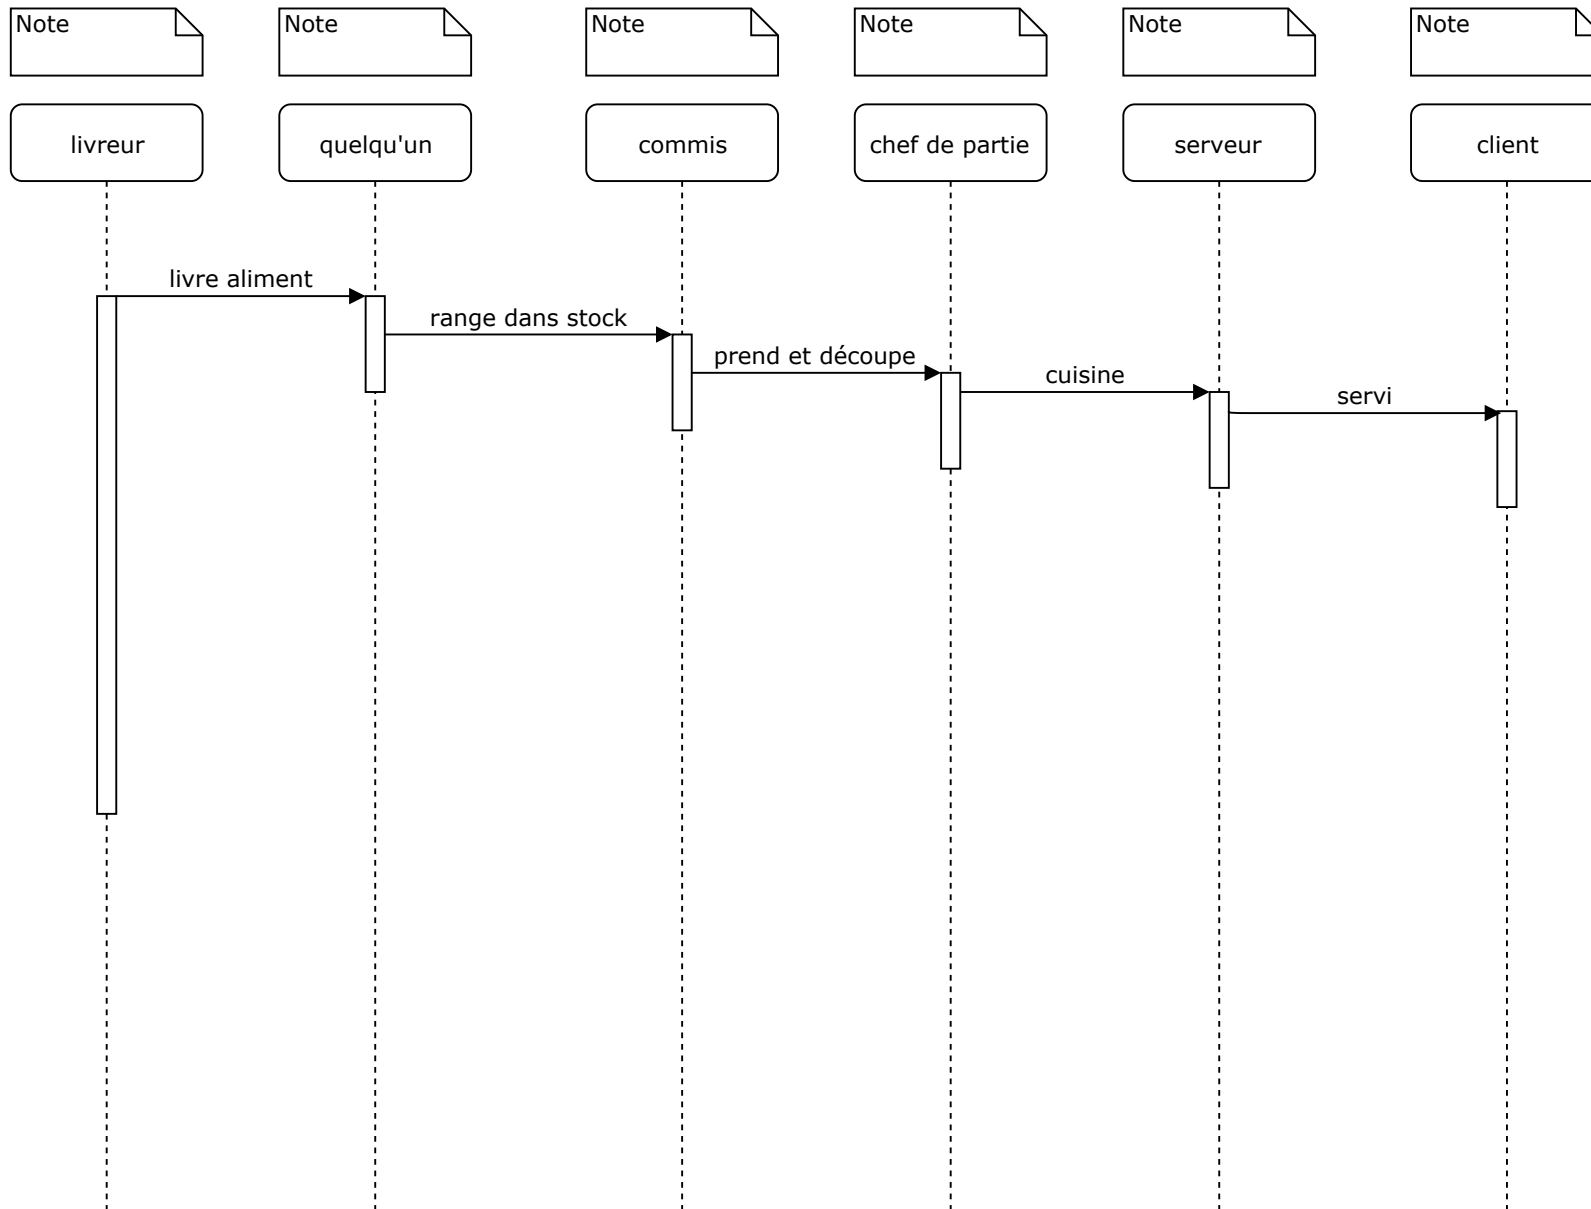 Note
Note
Note
Note
Note
Note
livreur
quelqu'un
commis
chef de partie
serveur
client
livre aliment
range dans stock
prend et découpe
cuisine
servi